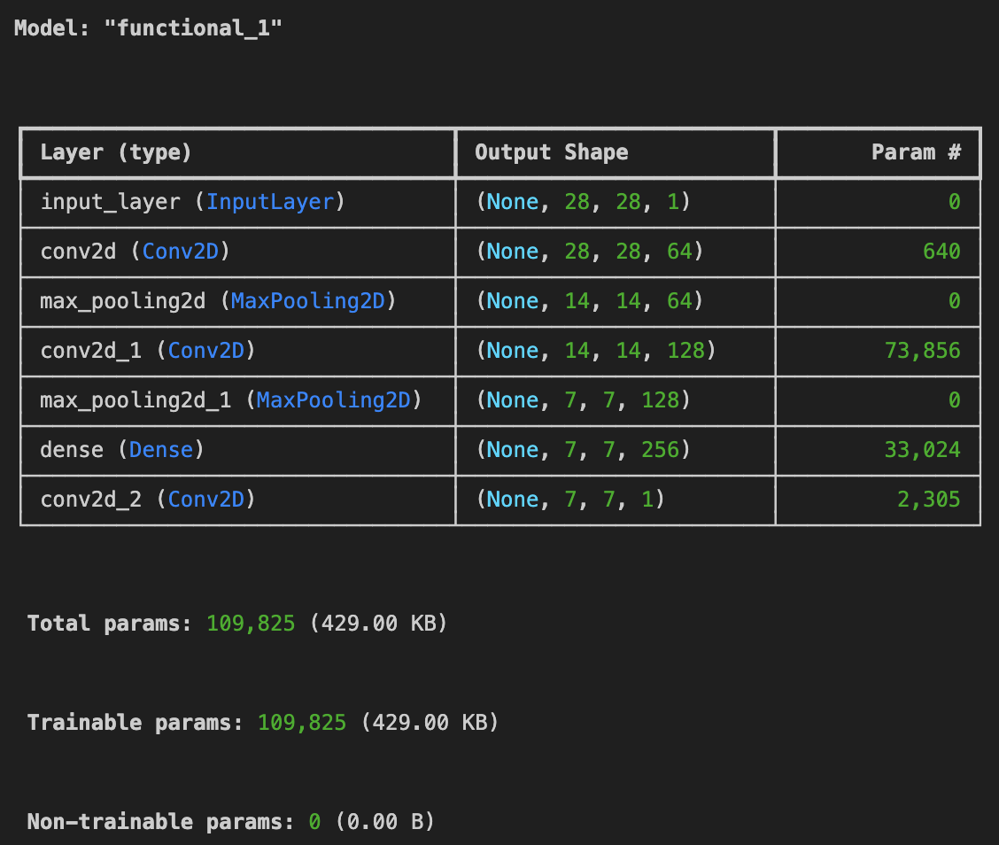 Model: "functional_1"
Layer (type) Output Shape Param #
input_layer (InputLayer) (None, 28, 28, 1) 0
conv2d (Conv2D) (None, 28, 28, 64) 640
max_pooling2d (MaxPooling2D) (None, 14, 14, 64) 0
conv2d_1 (Conv2D) (None, 14, 14, 128) 73,856
max_pooling2d_1 (MaxPooling2D) (None, 7, 7, 128) 0
dense (Dense) (None, 7, 7, 256) 33,024
conv2d_2 (Conv2D) (None, 7, 7, 1) 2,305
Total params: 109,825 (429.00 KB)
Trainable params: 109,825 (429.00 KB)
Non-trainable params: 0 (0.00 B)